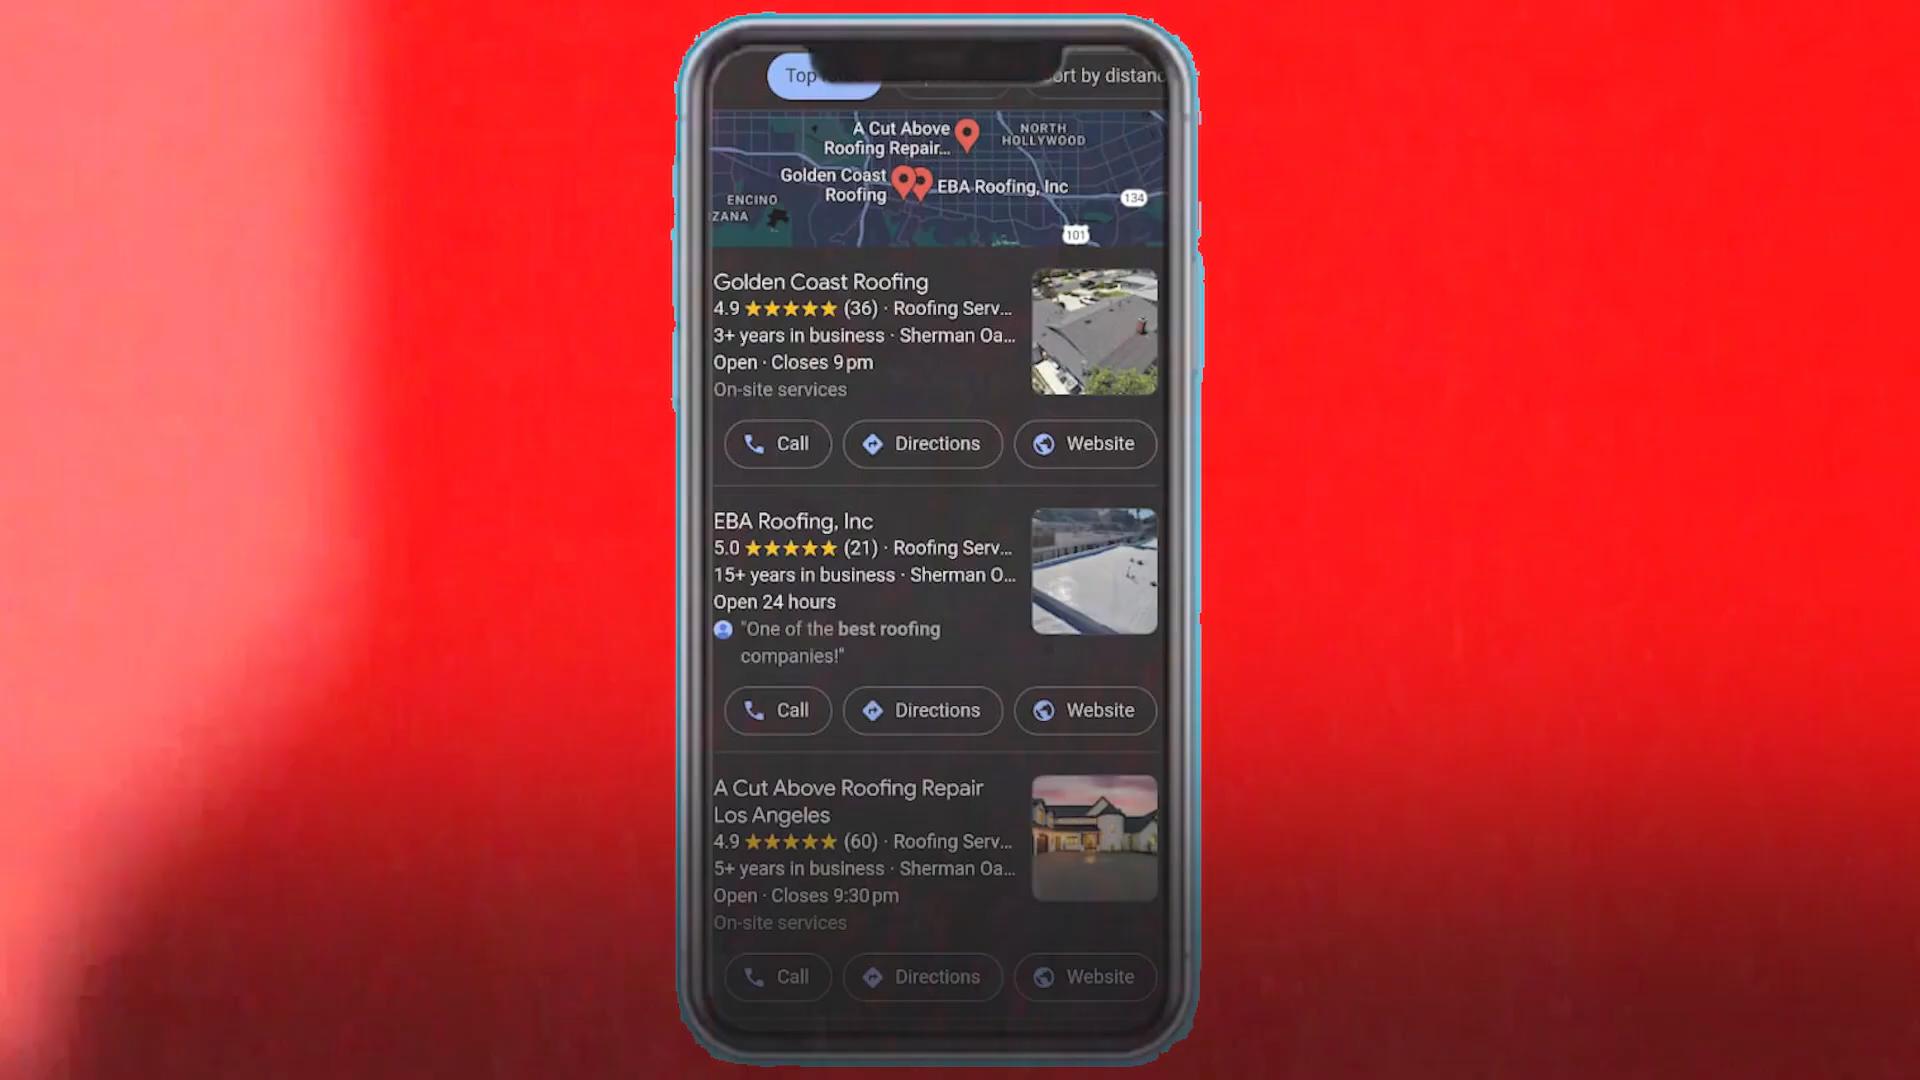 Top
ort by distanc
A Cut Above
Roofing Repair...
NORTH
HOLLYWOOD
Golden Coast
Roofing
EBA Roofing, Inc
134
ENCINO
IZANA
101
Golden Coast Roofing
4.9 (36) · Roofing Serv...
3+ years in business · Sherman Oa...
Open · Closes 9 pm
On-site services
Call Directions Website
EBA Roofing, Inc
5.0 (21) · Roofing Serv...
15+ years in business · Sherman O...
Open 24 hours
"One of the best roofing
companies!"
Call Directions Website
A Cut Above Roofing Repair
Los Angeles
4.9 (60) · Roofing Serv...
5+ years in business · Sherman Oa...
Open · Closes 9:30 pm
On-site services
Call Directions Website